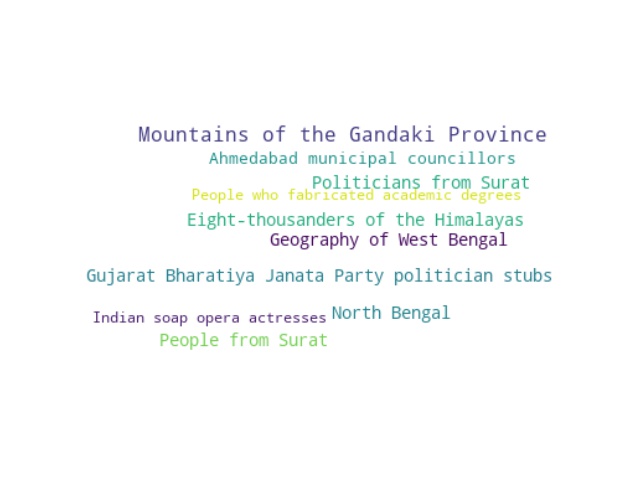 Mountains of the Gandaki Province
Ahmedabad municipal councillors
Politicians from Surat
People who fabricated academic degrees
Eight-thousanders of the Himalayas
Geography of West Bengal
Gujarat Bharatiya Janata Party politician stubs
Indian soap opera actresses
North Bengal
People from Surat